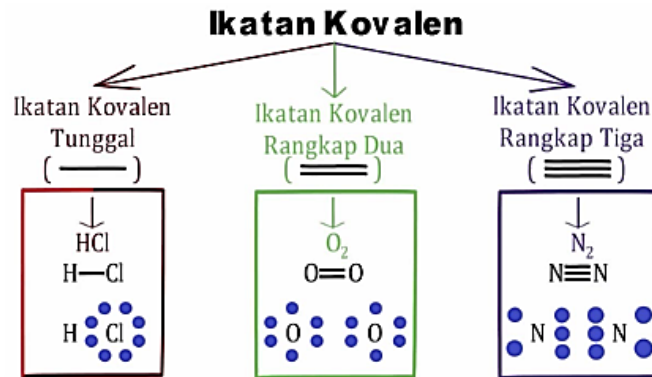 Ikatan Kovalen
Ikatan Kovalen
Tunggal
( — )
HCl
H—Cl
H Cl
Ikatan Kovalen
Rangkap Dua
( = )
O₂
O=O
O O
Ikatan Kovalen
Rangkap Tiga
( ≡ )
N₂
N≡N
N N